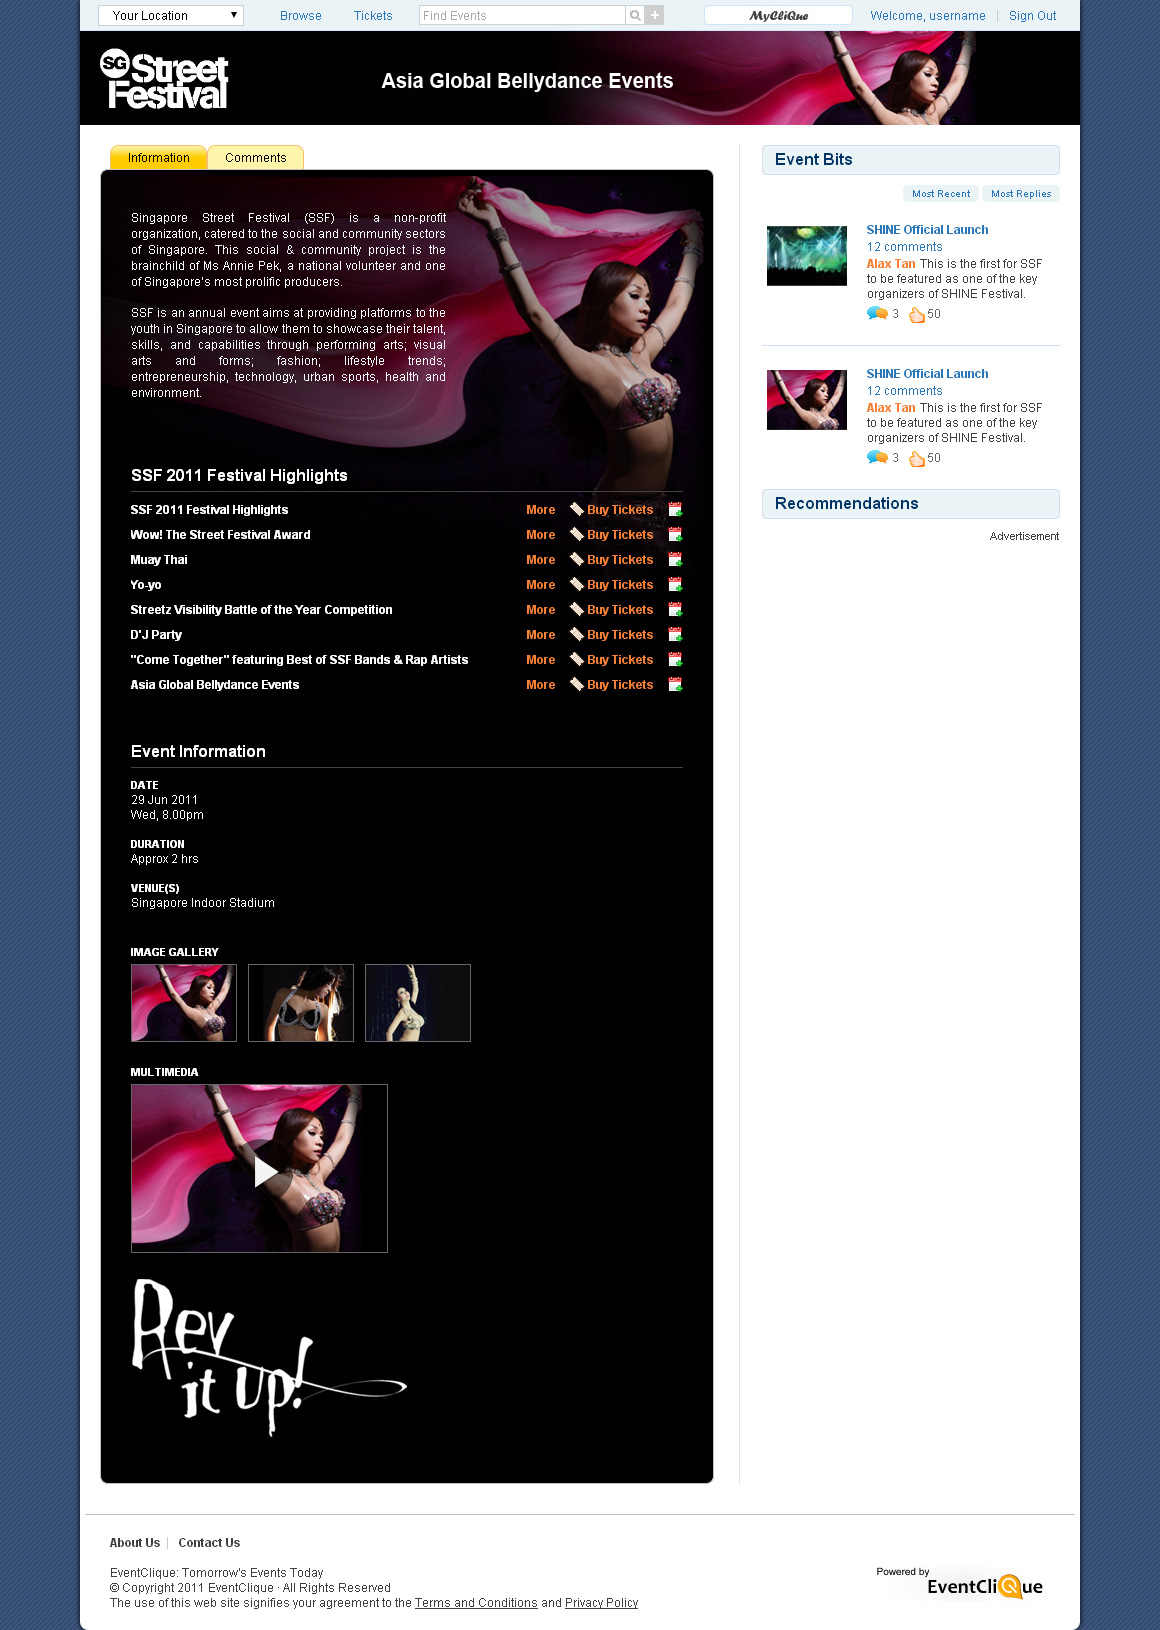 Your Location ▼ Browse Tickets Find Events MyCliQue Welcome, username | Sign Out
SG Street Festival
Asia Global Bellydance Events
Information Comments
Singapore Street Festival (SSF) is a non-profit
organization, catered to the social and community sectors
of Singapore. This social & community project is the
brainchild of Ms Annie Pek, a national volunteer and one
of Singapore's most prolific producers.
SSF is an annual event aims at providing platforms to the
youth in Singapore to allow them to showcase their talent,
skills, and capabilities through performing arts; visual
arts and forms; fashion; lifestyle trends;
entrepreneurship, technology, urban sports, health and
environment.
SSF 2011 Festival Highlights
SSF 2011 Festival Highlights More Buy Tickets
Wow! The Street Festival Award More Buy Tickets
Muay Thai More Buy Tickets
Yo-yo More Buy Tickets
Streetz Visibility Battle of the Year Competition More Buy Tickets
D'J Party More Buy Tickets
"Come Together" featuring Best of SSF Bands & Rap Artists More Buy Tickets
Asia Global Bellydance Events More Buy Tickets
Event Information
DATE
29 Jun 2011
Wed, 8.00pm
DURATION
Approx 2 hrs
VENUE(S)
Singapore Indoor Stadium
IMAGE GALLERY
MULTIMEDIA
Rev
it up!
Event Bits
Most Recent Most Replies
SHINE Official Launch
12 comments
Alax Tan This is the first for SSF
to be featured as one of the key
organizers of SHINE Festival.
3 50
SHINE Official Launch
12 comments
Alax Tan This is the first for SSF
to be featured as one of the key
organizers of SHINE Festival.
3 50
Recommendations
Advertisement
About Us | Contact Us
EventClique: Tomorrow's Events Today
© Copyright 2011 EventClique · All Rights Reserved
The use of this web site signifies your agreement to the Terms and Conditions and Privacy Policy
Powered by
EventCliQue